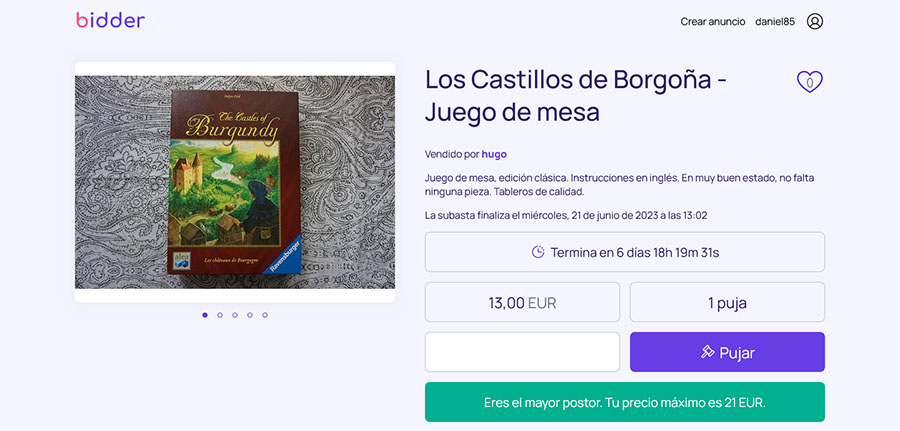 bidder
Crear anuncio daniel85
Los Castillos de Borgoña -
Juego de mesa
0
Vendido por hugo
Juego de mesa, edición clásica. Instrucciones en inglés. En muy buen estado, no falta
ninguna pieza. Tableros de calidad.
La subasta finaliza el miércoles, 21 de junio de 2023 a las 13:02
Termina en 6 días 18h 19m 31s
13,00 EUR
1 puja
Pujar
Eres el mayor postor. Tu precio máximo es 21 EUR.
Stefan Feld
The Castles of
Burgundy
alea
Les châteaux de Bourgogne
Ravensburger